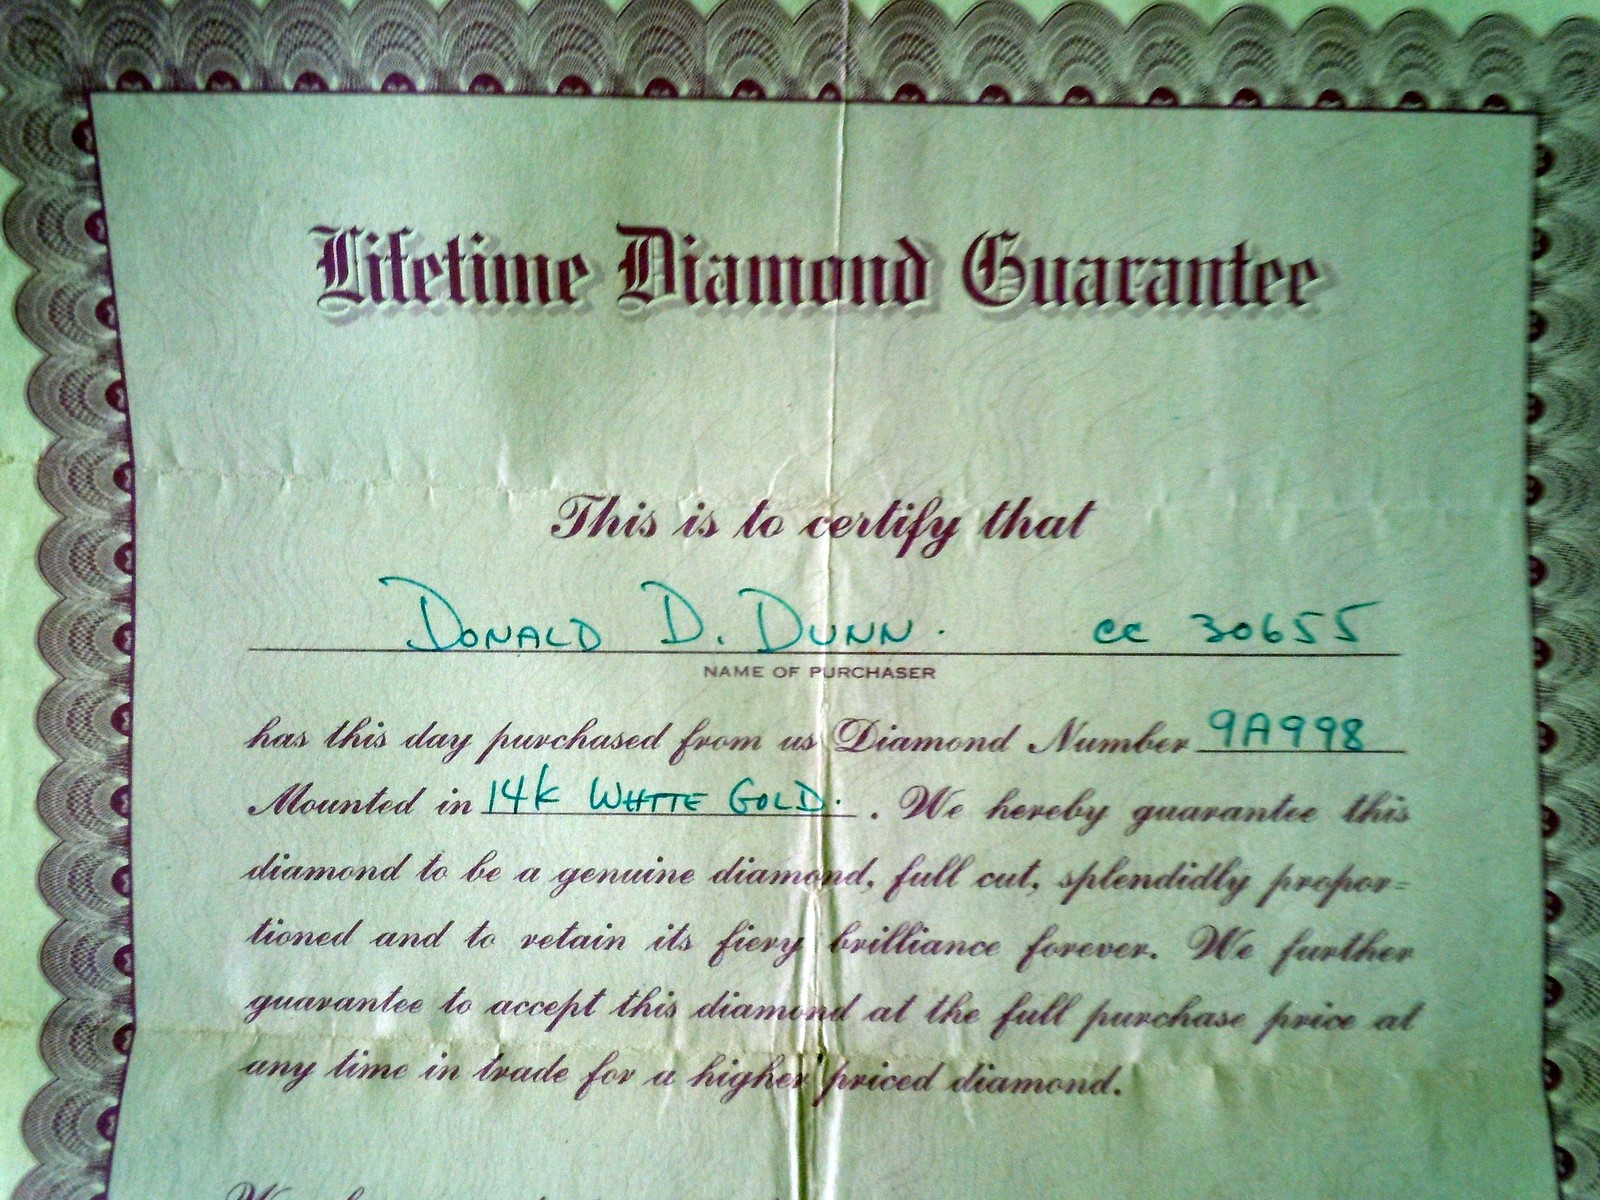 Lifetime Diamond Guarantee
This is to certify that
DONALD D. DUNN. CC 30655
NAME OF PURCHASER
has this day purchased from us Diamond Number 9A998
Mounted in 14K WHITE GOLD. . We hereby guarantee this
diamond to be a genuine diamond, full cut, splendidly propor=
tioned and to retain its fiery brilliance forever. We further
guarantee to accept this diamond at the full purchase price at
any time in trade for a higher priced diamond.